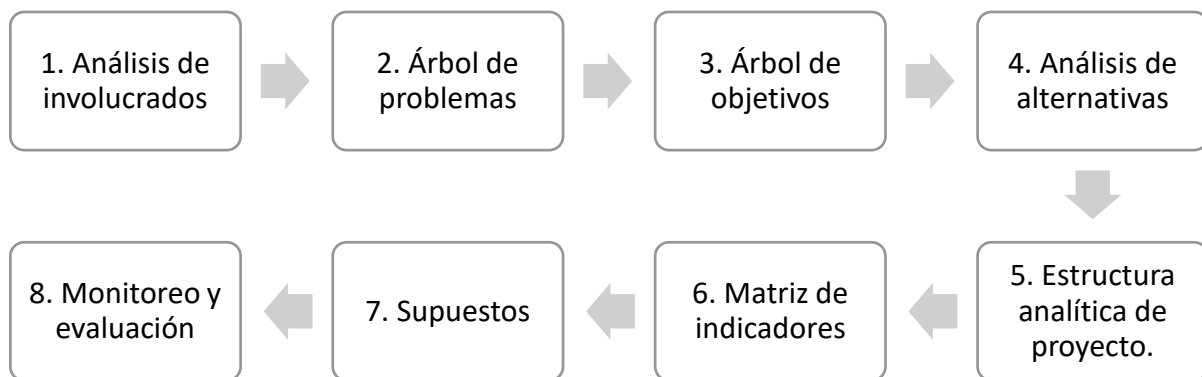 1. Análisis de
involucrados
2. Árbol de
problemas
3. Árbol de
objetivos
4. Análisis de
alternativas
5. Estructura
analítica de
proyecto.
6. Matriz de
indicadores
7. Supuestos
8. Monitoreo y
evaluación